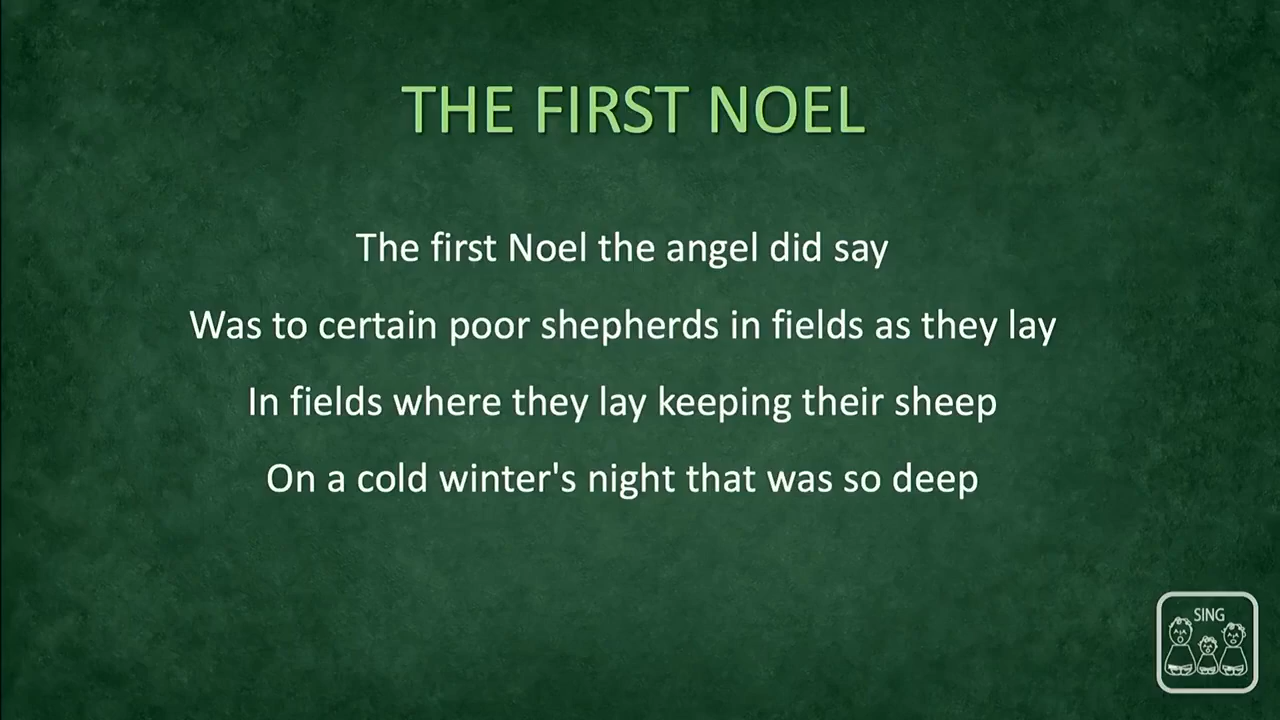 THE FIRST NOEL
The first Noel the angel did say
Was to certain poor shepherds in fields as they lay
In fields where they lay keeping their sheep
On a cold winter's night that was so deep
SING